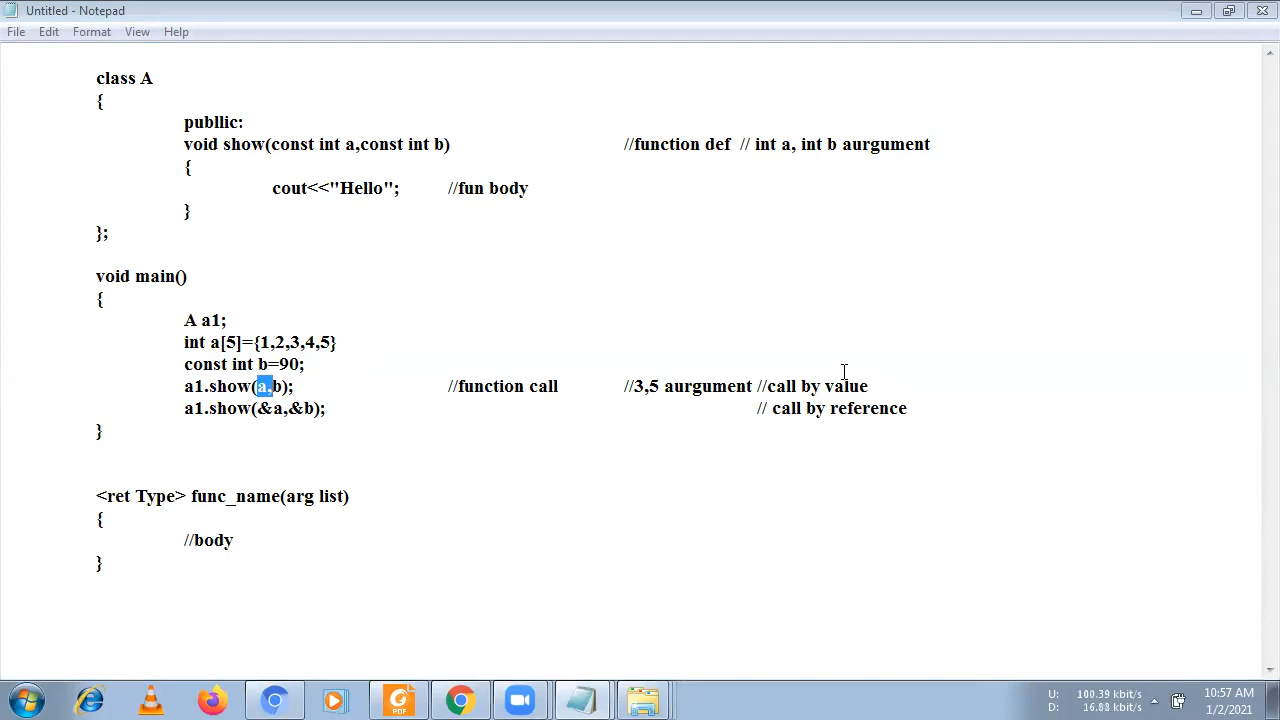 Untitled - Notepad
File Edit Format View Help
class A
{
publlic:
void show(const int a,const int b) //function def // int a, int b aurgument
{
cout<<"Hello"; //fun body
}
};
void main()
{
A a1;
int a[5]={1,2,3,4,5}
const int b=90;
a1.show(a,b); //function call //3,5 aurgument //call by value
a1.show(&a,&b); // call by reference
}
<ret Type> func_name(arg list)
{
//body
}
PDF
U: 100.39 kbit/s
D: 16.88 kbit/s
10:57 AM
1/2/2021